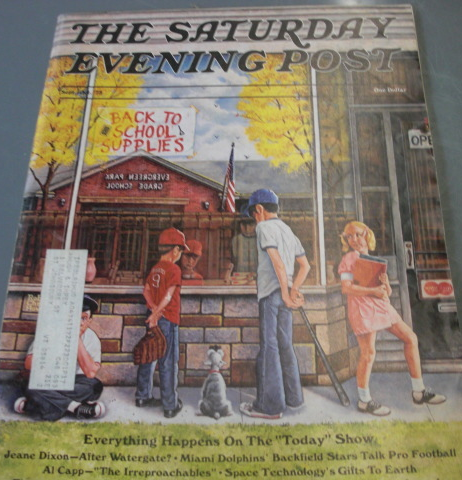 THE SATURDAY
EVENING POST
BACK TO
SCHOOL
SUPPLIES
EVERGREEN PARK
GRADE SCHOOL
OPE
9
Everything Happens On The "Today" Show
Jeane Dixon—After Watergate? • Miami Dolphins' Backfield Stars Talk Pro Football
Al Capp—"The Irreproachables" • Space Technology's Gifts To Earth